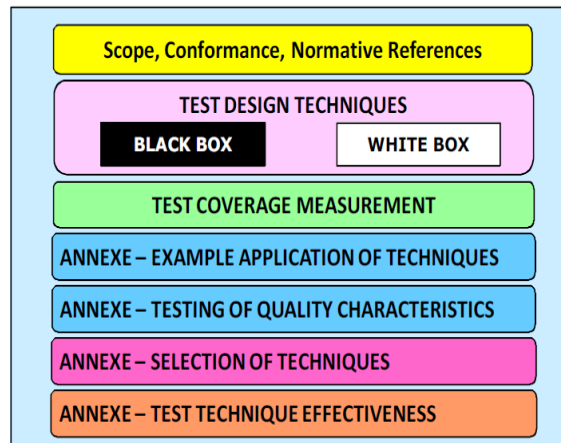 Scope, Conformance, Normative References
TEST DESIGN TECHNIQUES
BLACK BOX
WHITE BOX
TEST COVERAGE MEASUREMENT
ANNEXE – EXAMPLE APPLICATION OF TECHNIQUES
ANNEXE – TESTING OF QUALITY CHARACTERISTICS
ANNEXE – SELECTION OF TECHNIQUES
ANNEXE – TEST TECHNIQUE EFFECTIVENESS